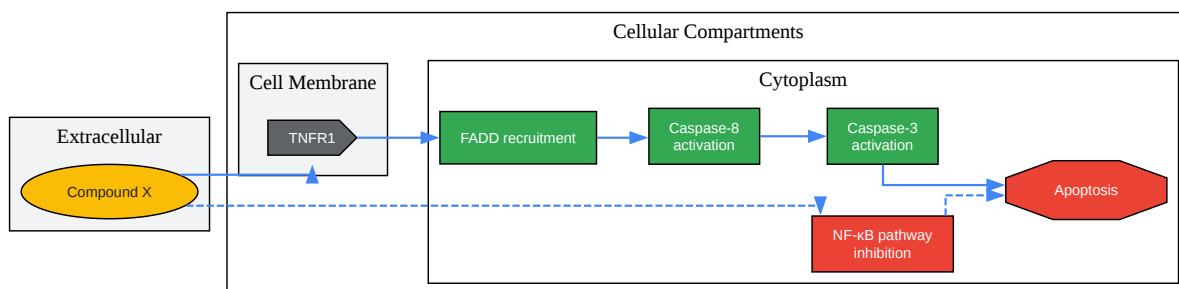 Cellular Compartments
Cell Membrane
Cytoplasm
Extracellular
TNFR1
FADD recruitment
Caspase-8
activation
Caspase-3
activation
Compound X
Apoptosis
NF-κB pathway
inhibition